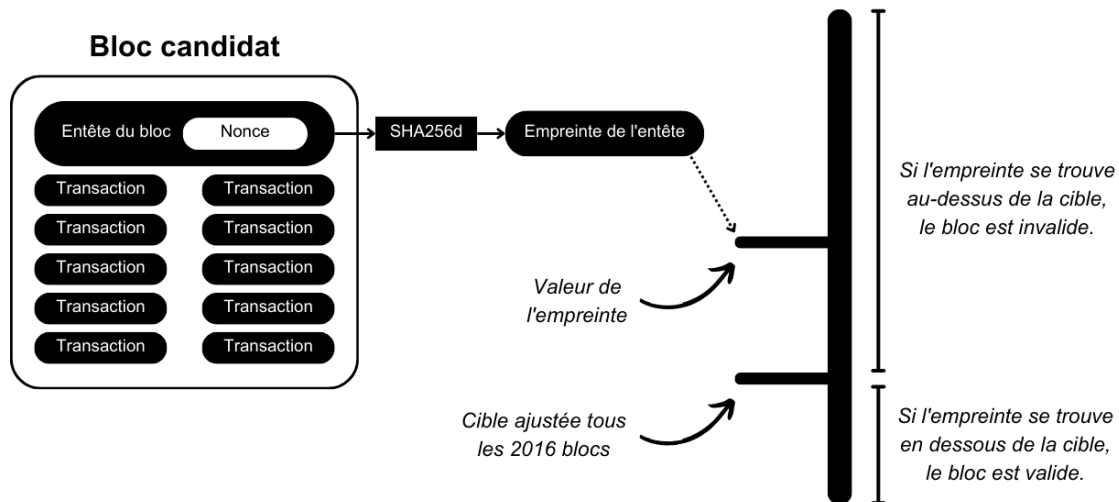 Bloc candidat
Entête du bloc
Nonce
SHA256d
Empreinte de l'entête
Transaction
Transaction
Transaction
Transaction
Transaction
Transaction
Transaction
Transaction
Transaction
Transaction
Si l'empreinte se trouve
au-dessus de la cible,
le bloc est invalide.
Valeur de
l'empreinte
Cible ajustée tous
les 2016 blocs
Si l'empreinte se trouve
en dessous de la cible,
le bloc est valide.